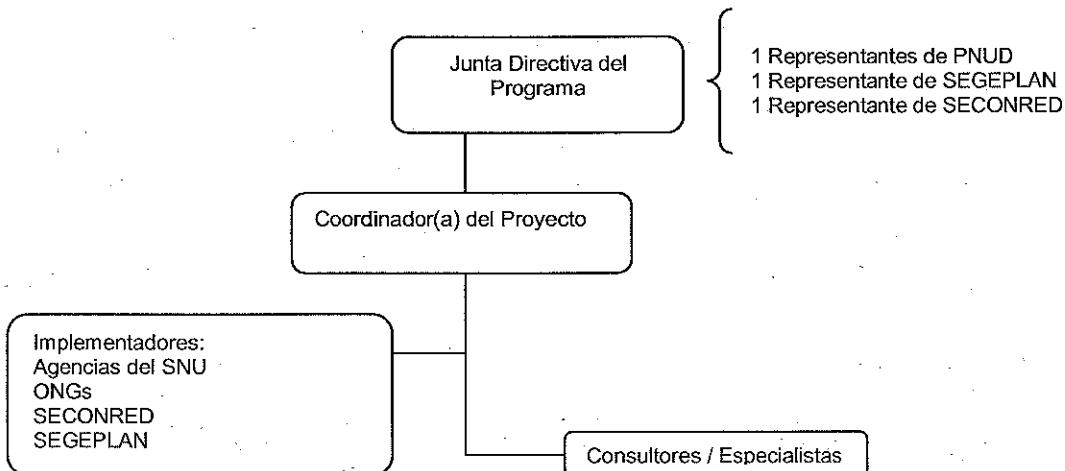 Junta Directiva del
Programa
1 Representantes de PNUD
1 Representante de SEGEPLAN
1 Representante de SECONRED
Coordinador(a) del Proyecto
Implementadores:
Agencias del SNU
ONGs
SECONRED
SEGEPLAN
Consultores / Especialistas